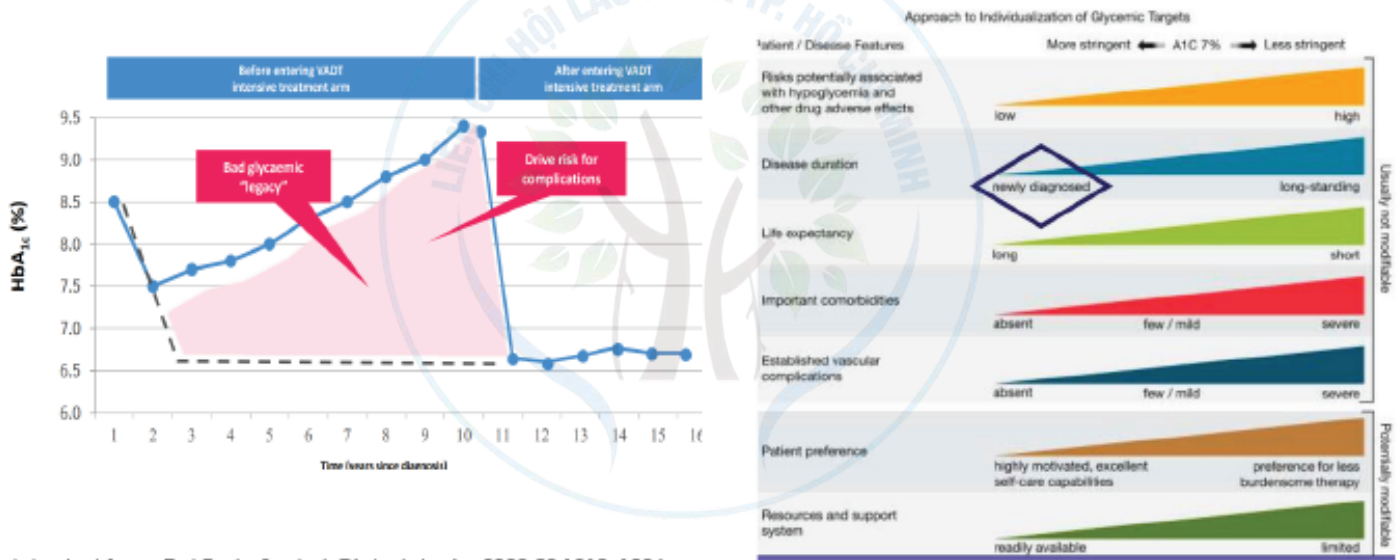 Before entering VADT
intensive treatment arm
After entering VADT
intensive treatment arm
HbA1c (%)
9.5
9.0
8.5
8.0
7.5
7.0
6.5
6.0
Bad glycaemic
"legacy"
Drive risk for
complications
1 2 3 4 5 6 7 8 9 10 11 12 13 14 15 16
Time (years since diagnosis)
Approach to Individualization of Glycemic Targets
Patient / Disease Features
More stringent A1C 7% Less stringent
Risks potentially associated
with hypoglycemia and
other drug adverse effects
low high
Disease duration
newly diagnosed long-standing
Life expectancy
long short
Important comorbidities
absent few / mild severe
Established vascular
complications
absent few / mild severe
Usually not modifiable
Patient preference
highly motivated, excellent
self-care capabilities
preference for less
burdensome therapy
Resources and support
system
readily available limited
Potentially modifiable
HỘI
HỒ CHÍ MINH